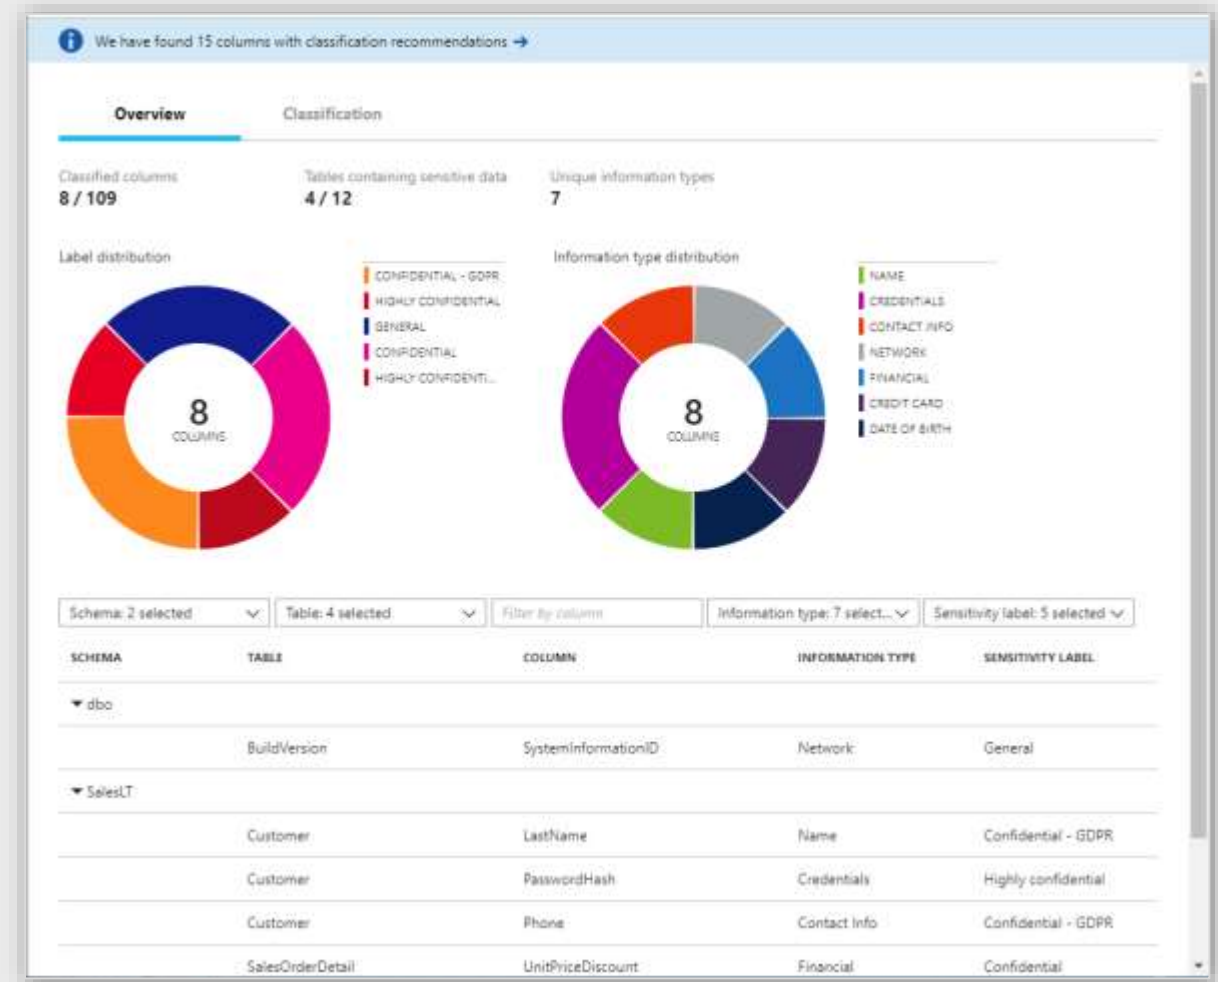 We have found 15 columns with classification recommendations →
Overview Classification
Classified columns Tables containing sensitive data Unique information types
8 / 109 4 / 12 7
Label distribution Information type distribution
CONFIDENTIAL - GDPR
HIGHLY CONFIDENTIAL
GENERAL
CONFIDENTIAL
HIGHLY CONFIDENTI...
8
COLUMNS
NAME
CREDENTIALS
CONTACT INFO
NETWORK
FINANCIAL
CREDIT CARD
DATE OF BIRTH
8
COLUMNS
Schema: 2 selected Table: 4 selected Filter by column Information type: 7 select... Sensitivity label: 5 selected
SCHEMA TABLE COLUMN INFORMATION TYPE SENSITIVITY LABEL
dbo
BuildVersion SystemInformationID Network General
SalesLT
Customer LastName Name Confidential - GDPR
Customer PasswordHash Credentials Highly confidential
Customer Phone Contact Info Confidential - GDPR
SalesOrderDetail UnitPriceDiscount Financial Confidential